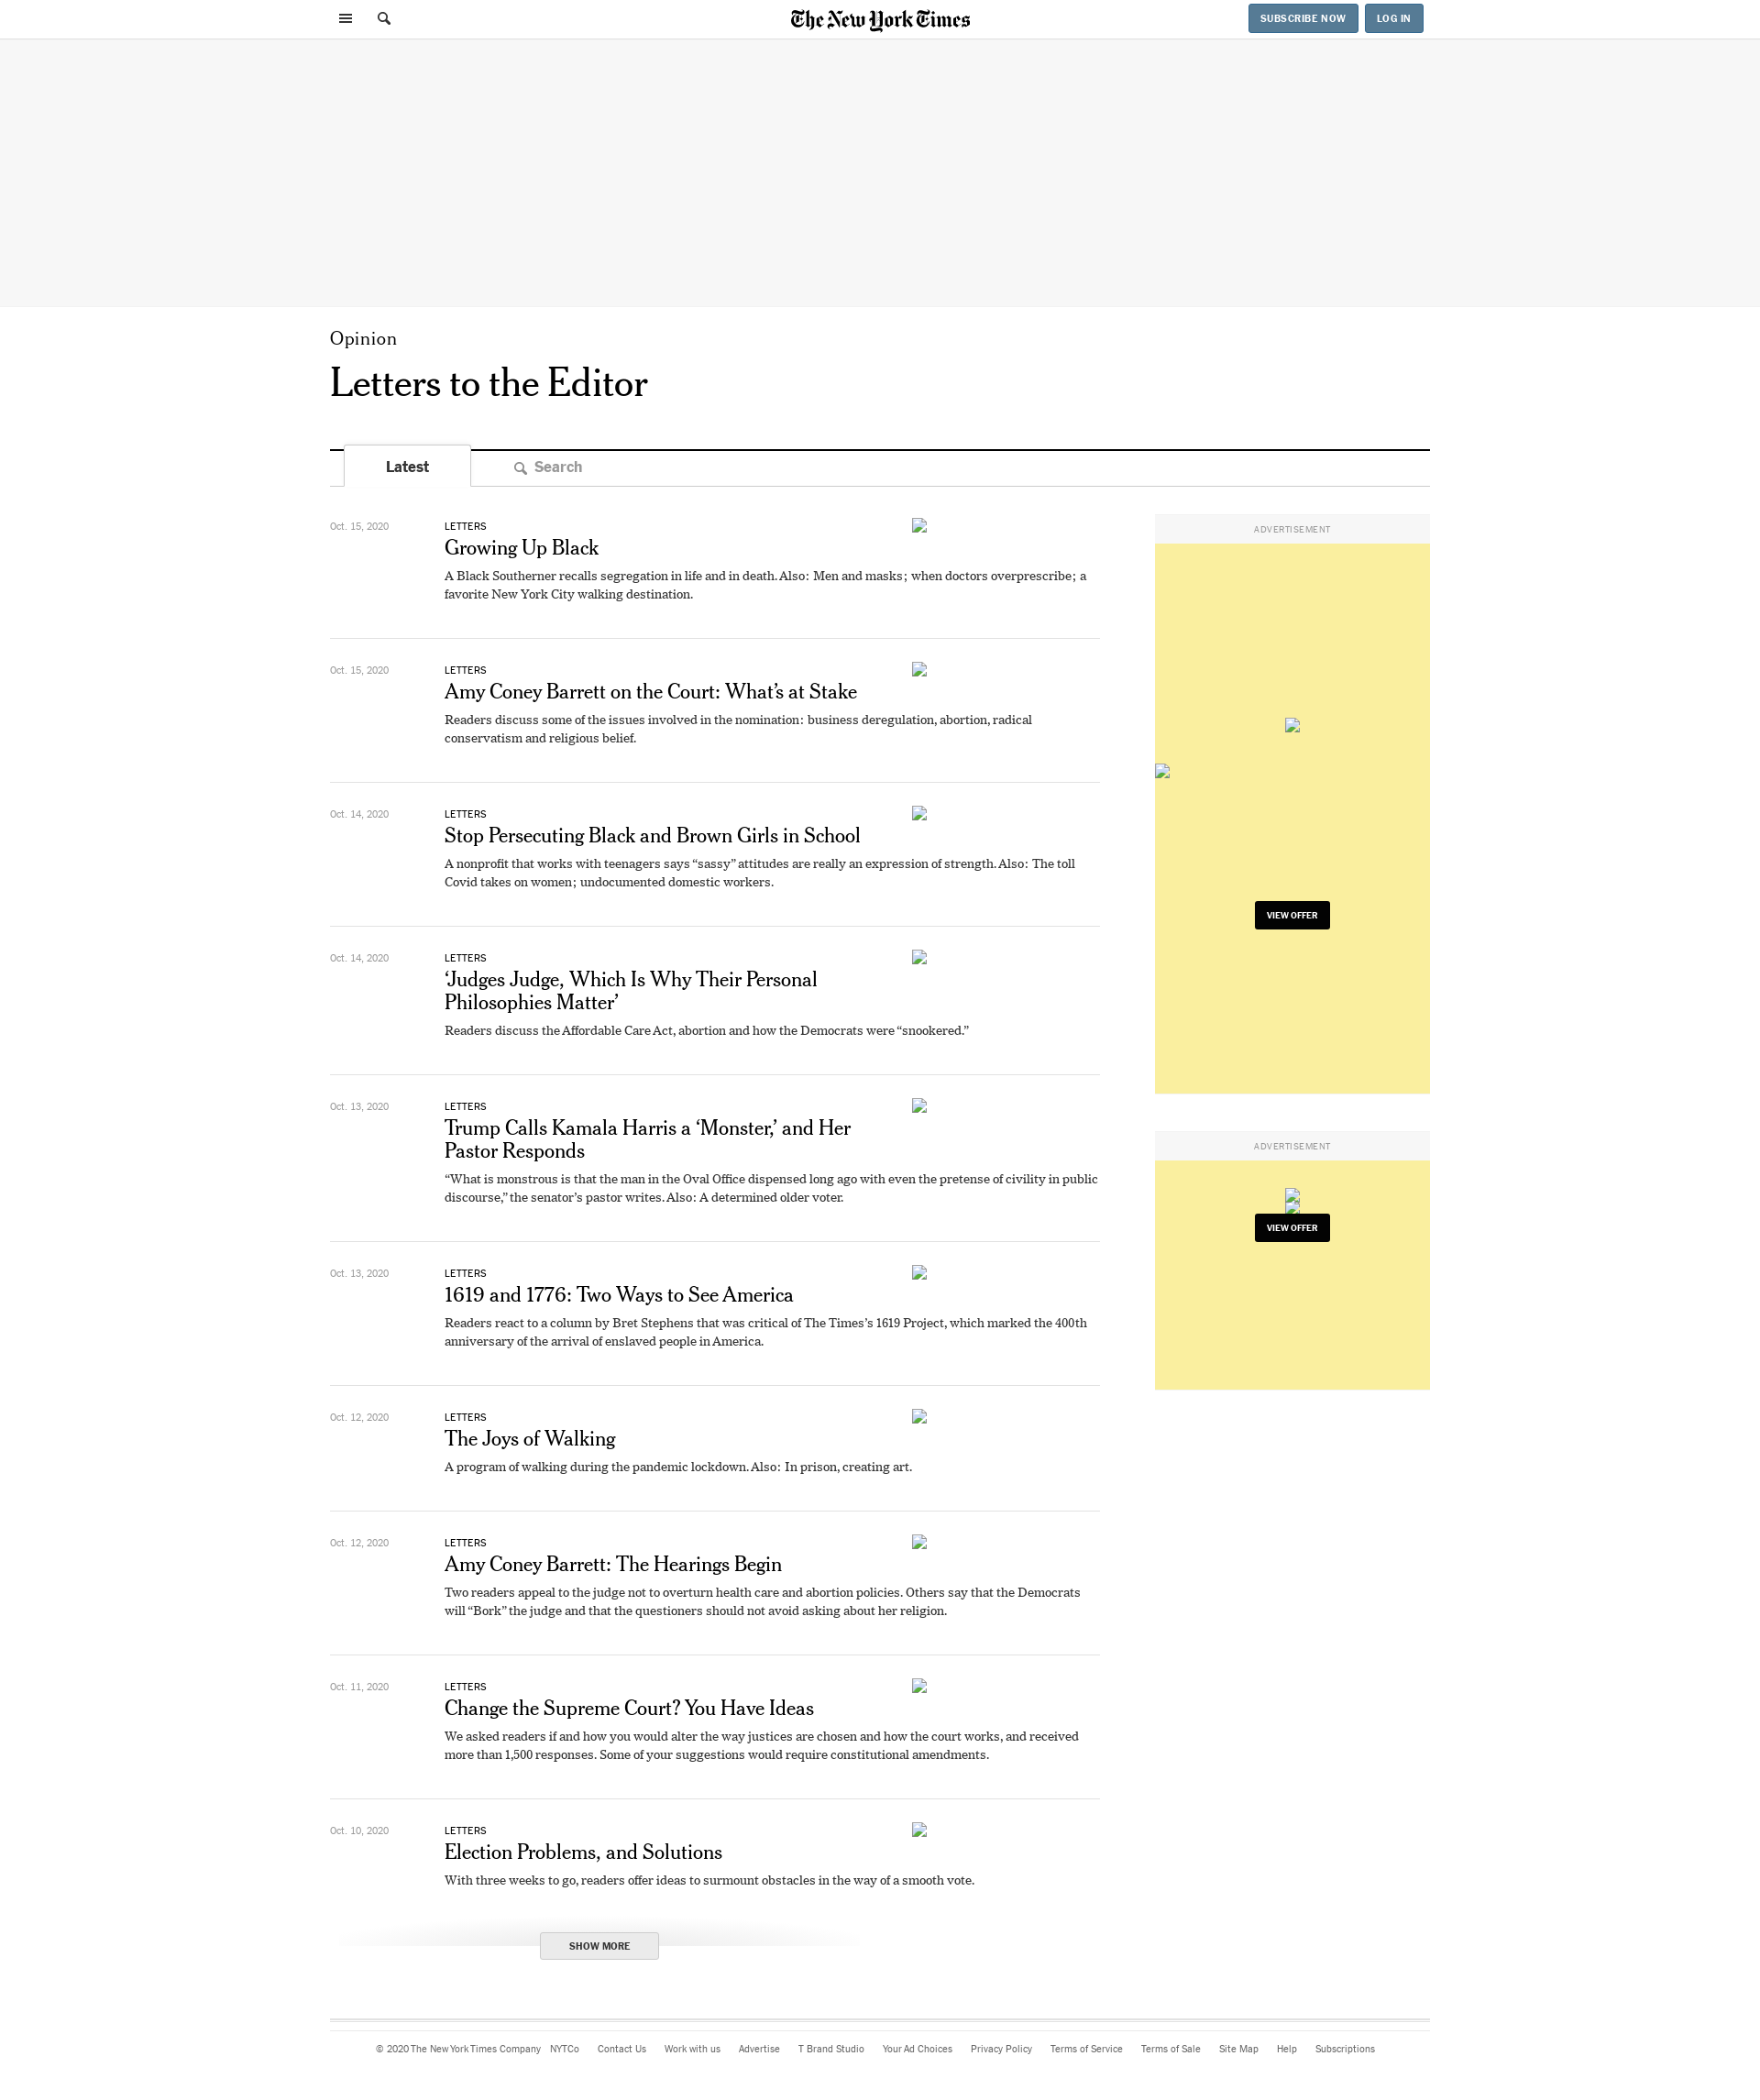 The New York Times
SUBSCRIBE NOW
LOG IN
Opinion
Letters to the Editor
Latest
Search
Oct. 15, 2020
LETTERS
Growing Up Black
A Black Southerner recalls segregation in life and in death. Also: Men and masks; when doctors overprescribe; a
favorite New York City walking destination.
Oct. 15, 2020
LETTERS
Amy Coney Barrett on the Court: What’s at Stake
Readers discuss some of the issues involved in the nomination: business deregulation, abortion, radical
conservatism and religious belief.
Oct. 14, 2020
LETTERS
Stop Persecuting Black and Brown Girls in School
A nonprofit that works with teenagers says “sassy” attitudes are really an expression of strength. Also: The toll
Covid takes on women; undocumented domestic workers.
Oct. 14, 2020
LETTERS
‘Judges Judge, Which Is Why Their Personal
Philosophies Matter’
Readers discuss the Affordable Care Act, abortion and how the Democrats were “snookered.”
Oct. 13, 2020
LETTERS
Trump Calls Kamala Harris a ‘Monster,’ and Her
Pastor Responds
“What is monstrous is that the man in the Oval Office dispensed long ago with even the pretense of civility in public
discourse,” the senator’s pastor writes. Also: A determined older voter.
Oct. 13, 2020
LETTERS
1619 and 1776: Two Ways to See America
Readers react to a column by Bret Stephens that was critical of The Times’s 1619 Project, which marked the 400th
anniversary of the arrival of enslaved people in America.
Oct. 12, 2020
LETTERS
The Joys of Walking
A program of walking during the pandemic lockdown. Also: In prison, creating art.
Oct. 12, 2020
LETTERS
Amy Coney Barrett: The Hearings Begin
Two readers appeal to the judge not to overturn health care and abortion policies. Others say that the Democrats
will “Bork” the judge and that the questioners should not avoid asking about her religion.
Oct. 11, 2020
LETTERS
Change the Supreme Court? You Have Ideas
We asked readers if and how you would alter the way justices are chosen and how the court works, and received
more than 1,500 responses. Some of your suggestions would require constitutional amendments.
Oct. 10, 2020
LETTERS
Election Problems, and Solutions
With three weeks to go, readers offer ideas to surmount obstacles in the way of a smooth vote.
SHOW MORE
ADVERTISEMENT
VIEW OFFER
ADVERTISEMENT
VIEW OFFER
© 2020 The New York Times Company NYTCo Contact Us Work with us Advertise T Brand Studio Your Ad Choices Privacy Policy Terms of Service Terms of Sale Site Map Help Subscriptions